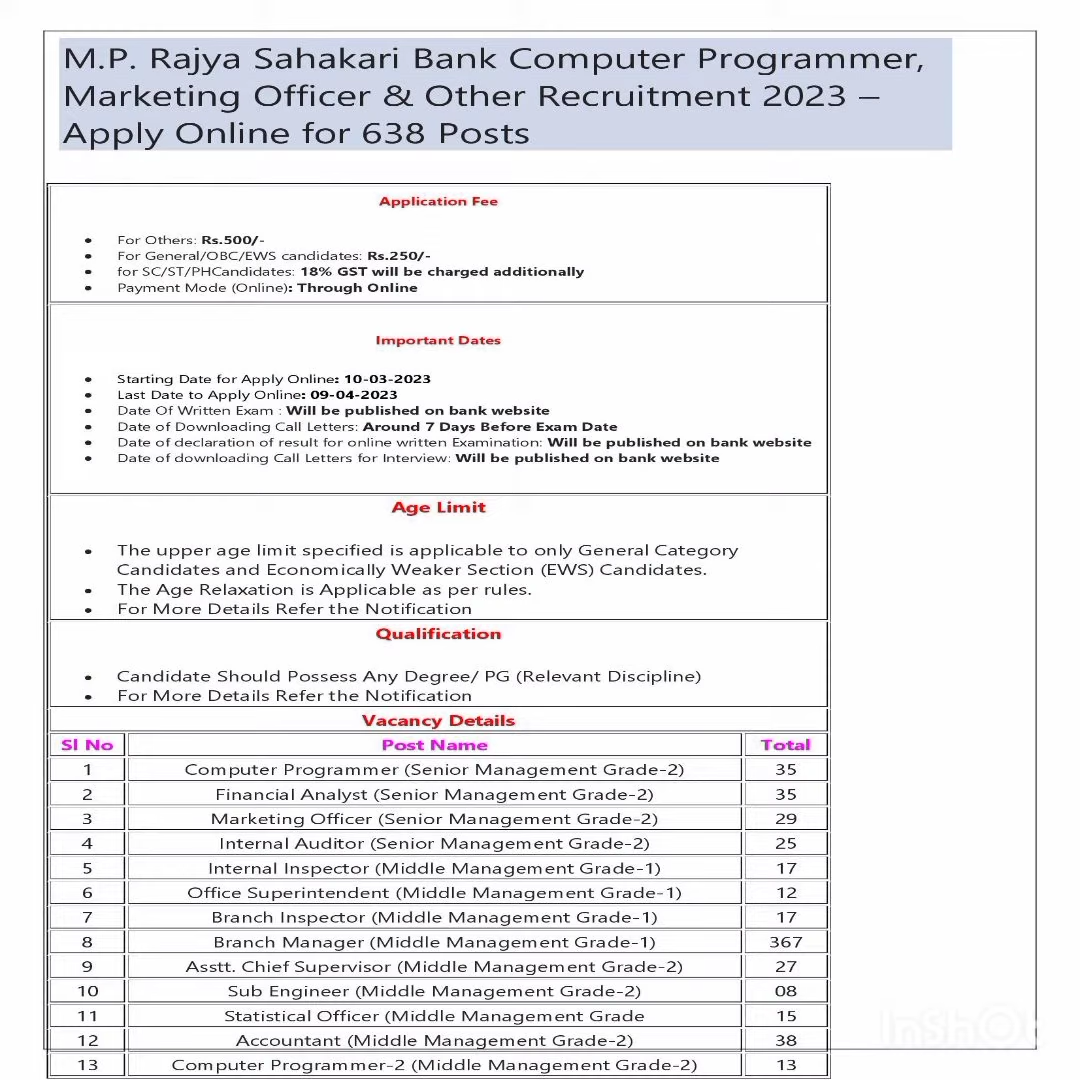 M.P. Rajya Sahakari Bank Computer Programmer,
Marketing Officer & Other Recruitment 2023 –
Apply Online for 638 Posts
Application Fee
• For Others: Rs.500/-
• For General/OBC/EWS candidates: Rs.250/-
• for SC/ST/PHCandidates: 18% GST will be charged additionally
• Payment Mode (Online): Through Online
Important Dates
• Starting Date for Apply Online: 10-03-2023
• Last Date to Apply Online: 09-04-2023
• Date Of Written Exam : Will be published on bank website
• Date of Downloading Call Letters: Around 7 Days Before Exam Date
• Date of declaration of result for online written Examination: Will be published on bank website
• Date of downloading Call Letters for Interview: Will be published on bank website
Age Limit
• The upper age limit specified is applicable to only General Category
Candidates and Economically Weaker Section (EWS) Candidates.
• The Age Relaxation is Applicable as per rules.
• For More Details Refer the Notification
Qualification
• Candidate Should Possess Any Degree/ PG (Relevant Discipline)
• For More Details Refer the Notification
Vacancy Details
Sl No Post Name Total
1 Computer Programmer (Senior Management Grade-2) 35
2 Financial Analyst (Senior Management Grade-2) 35
3 Marketing Officer (Senior Management Grade-2) 29
4 Internal Auditor (Senior Management Grade-2) 25
5 Internal Inspector (Middle Management Grade-1) 17
6 Office Superintendent (Middle Management Grade-1) 12
7 Branch Inspector (Middle Management Grade-1) 17
8 Branch Manager (Middle Management Grade-1) 367
9 Asstt. Chief Supervisor (Middle Management Grade-2) 27
10 Sub Engineer (Middle Management Grade-2) 08
11 Statistical Officer (Middle Management Grade 15
12 Accountant (Middle Management Grade-2) 38
13 Computer Programmer-2 (Middle Management Grade-2) 13
InShOt